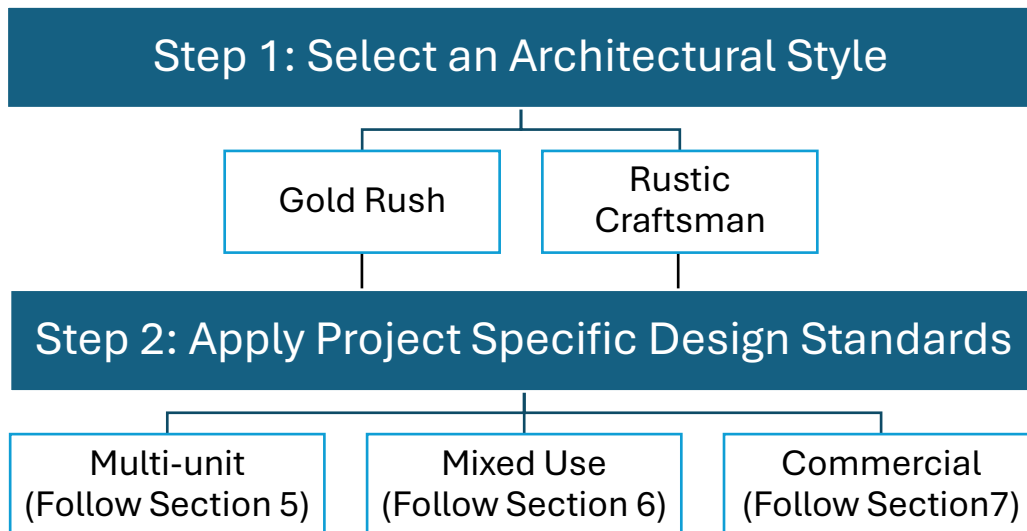 Step 1: Select an Architectural Style
Gold Rush
Rustic
Craftsman
Step 2: Apply Project Specific Design Standards
Multi-unit
(Follow Section 5)
Mixed Use
(Follow Section 6)
Commercial
(Follow Section7)